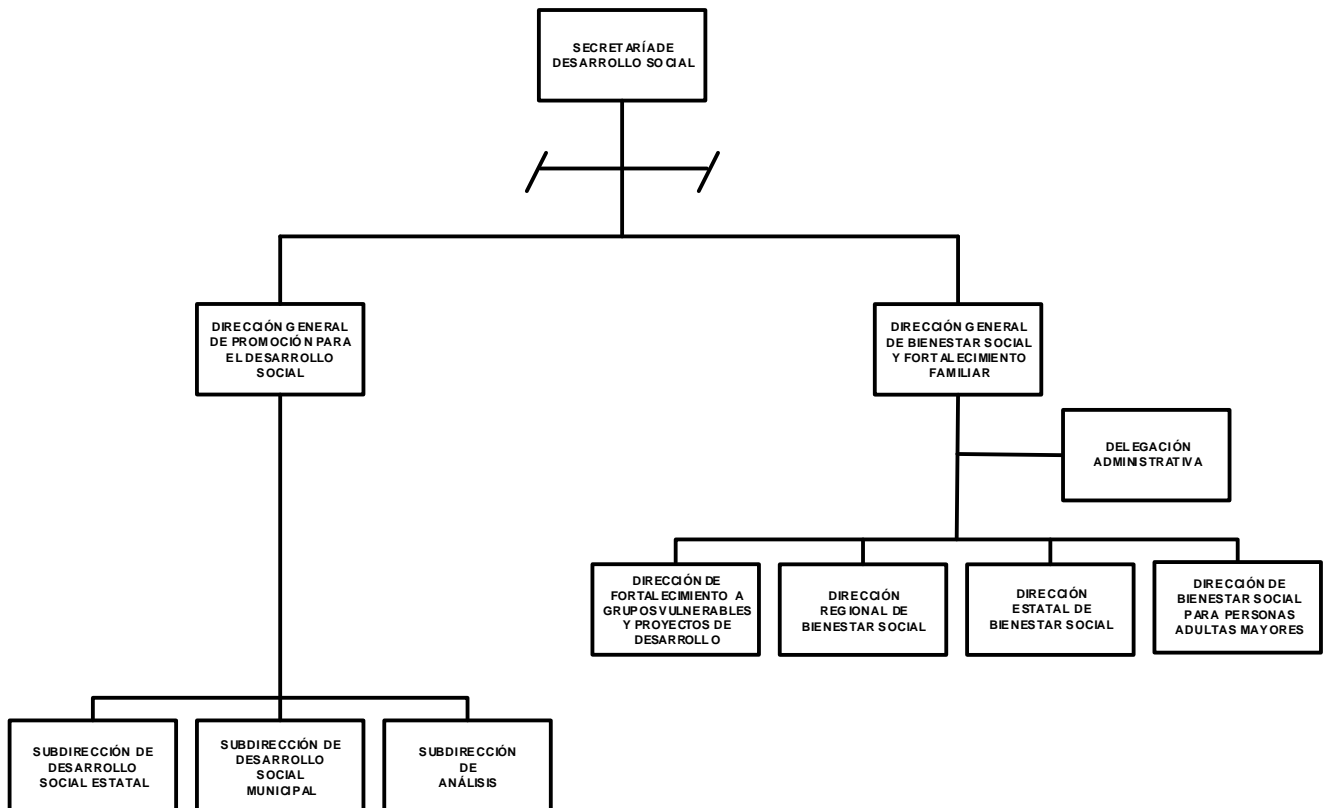 SECRETARÍA DE
DESARROLLO SOCIAL
DIRECCIÓN GENERAL
DE PROMOCIÓN PARA
EL DESARROLLO
SOCIAL
DIRECCIÓN GENERAL
DE BIENESTAR SOCIAL
Y FORTALECIMIENTO
FAMILIAR
DELEGACIÓN
ADMINISTRATIVA
DIRECCIÓN DE
FORTALECIMIENTO A
GRUPOS VULNERABLES
Y PROYECTOS DE
DESARROLLO
DIRECCIÓN
REGIONAL DE
BIENESTAR SOCIAL
DIRECCIÓN
ESTATAL DE
BIENESTAR SOCIAL
DIRECCIÓN DE
BIENESTAR SOCIAL
PARA PERSONAS
ADULTAS MAYORES
SUBDIRECCIÓN DE
DESARROLLO
SOCIAL ESTATAL
SUBDIRECCIÓN DE
DESARROLLO
SOCIAL
MUNICIPAL
SUBDIRECCIÓN
DE
ANÁLISIS